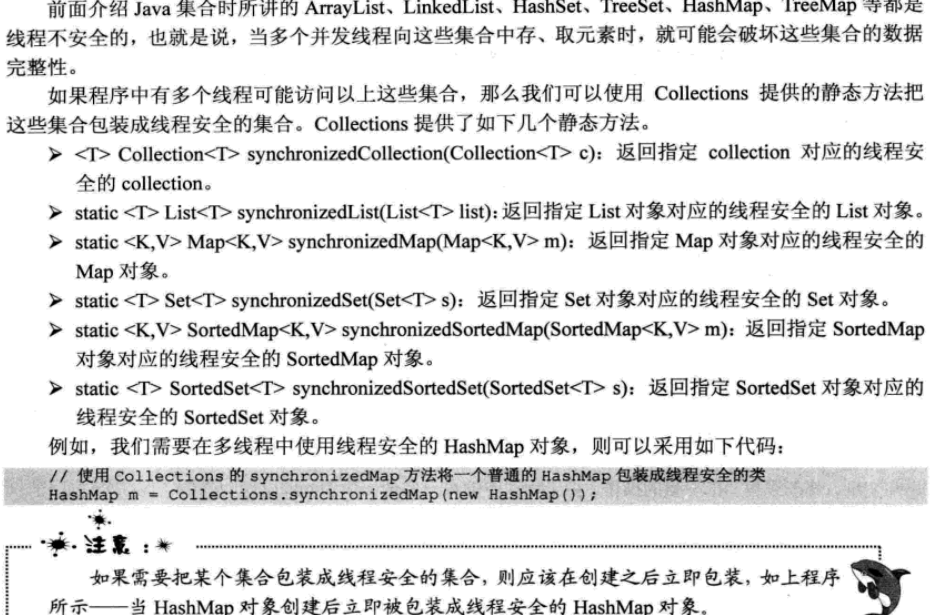 前面介绍 Java 集合时所讲的 ArrayList、LinkedList、HashSet、TreeSet、HashMap、TreeMap 等都是
线程不安全的，也就是说，当多个并发线程向这些集合中存、取元素时，就可能会破坏这些集合的数据
完整性。
如果程序中有多个线程可能访问以上这些集合，那么我们可以使用 Collections 提供的静态方法把
这些集合包装成线程安全的集合。Collections 提供了如下几个静态方法。
➢ <T> Collection<T> synchronizedCollection(Collection<T> c)：返回指定 collection 对应的线程安
全的 collection。
➢ static <T> List<T> synchronizedList(List<T> list)：返回指定 List 对象对应的线程安全的 List 对象。
➢ static <K,V> Map<K,V> synchronizedMap(Map<K,V> m)：返回指定 Map 对象对应的线程安全的
Map 对象。
➢ static <T> Set<T> synchronizedSet(Set<T> s)：返回指定 Set 对象对应的线程安全的 Set 对象。
➢ static <K,V> SortedMap<K,V> synchronizedSortedMap(SortedMap<K,V> m)：返回指定 SortedMap
对象对应的线程安全的 SortedMap 对象。
➢ static <T> SortedSet<T> synchronizedSortedSet(SortedSet<T> s)：返回指定 SortedSet 对象对应的
线程安全的 SortedSet 对象。
例如，我们需要在多线程中使用线程安全的 HashMap 对象，则可以采用如下代码：
// 使用 Collections 的 synchronizedMap 方法将一个普通的 HashMap 包装成线程安全的类
HashMap m = Collections.synchronizedMap(new HashMap());
注意：
如果需要把某个集合包装成线程安全的集合，则应该在创建之后立即包装，如上程序
所示——当 HashMap 对象创建后立即被包装成线程安全的 HashMap 对象。